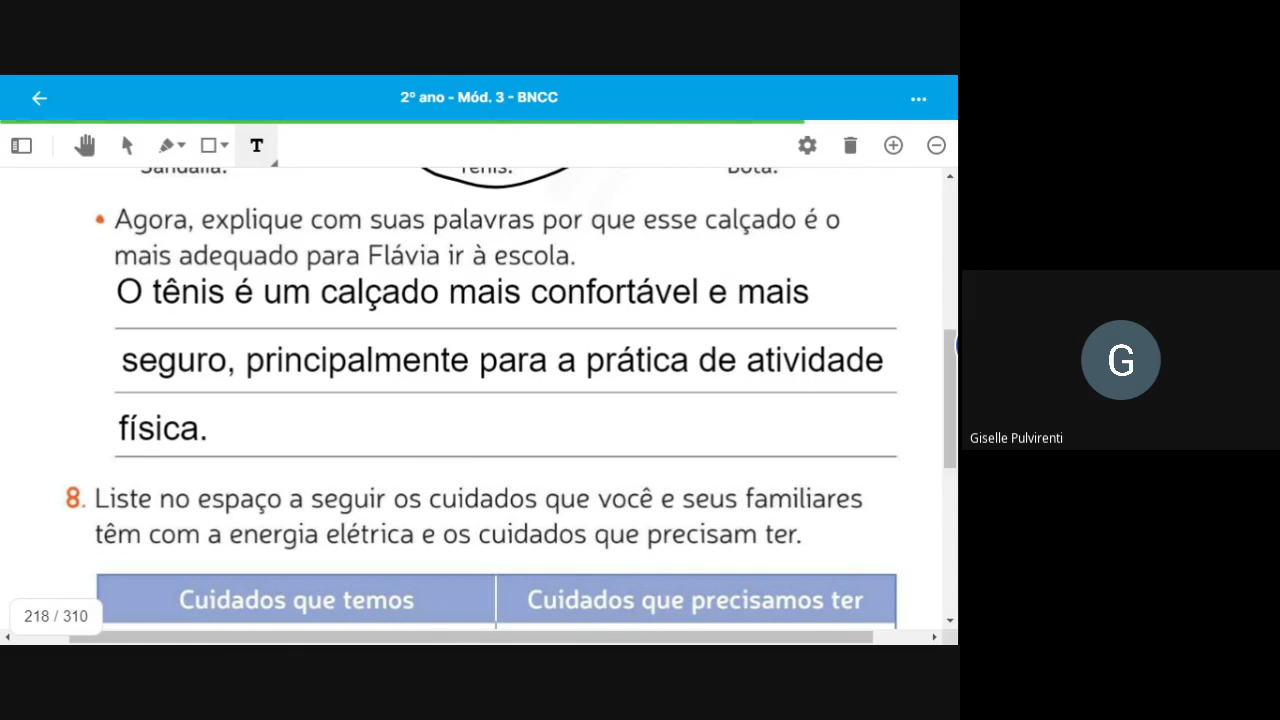 2º ano - Mód. 3 - BNCC
T
Sandália. Tênis. Bota.
• Agora, explique com suas palavras por que esse calçado é o
mais adequado para Flávia ir à escola.
O tênis é um calçado mais confortável e mais
seguro, principalmente para a prática de atividade
física.
8. Liste no espaço a seguir os cuidados que você e seus familiares
têm com a energia elétrica e os cuidados que precisam ter.
Cuidados que temos Cuidados que precisamos ter
218 / 310
G
Giselle Pulvirenti